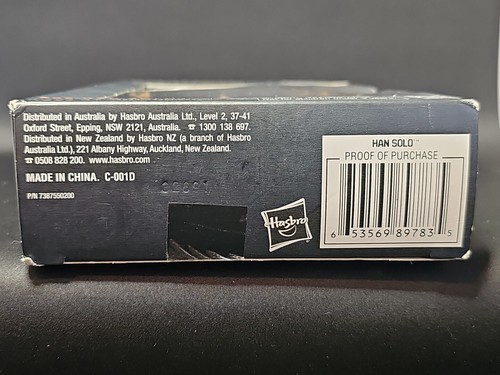 Distributed in Australia by Hasbro Australia Ltd., Level 2, 37-41
Oxford Street, Epping, NSW 2121, Australia. ☎ 1300 138 697.
Distributed in New Zealand by Hasbro NZ (a branch of Hasbro
Australia Ltd.), 221 Albany Highway, Auckland, New Zealand.
☎ 0508 828 200. www.hasbro.com
MADE IN CHINA. C-001D
P/N 7387550200
Hasbro
HAN SOLO™
PROOF OF PURCHASE
6 53569 89783 5